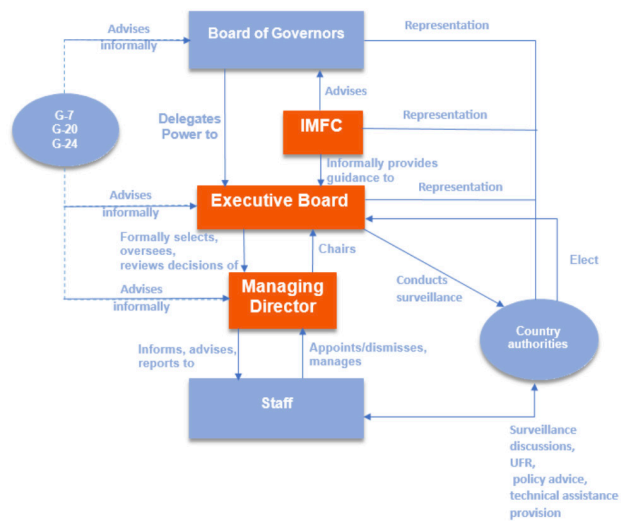 Board of Governors
Advises
informally
Representation
G-7
G-20
G-24
Delegates
Power to
Advises
IMFC
Representation
Informally provides
guidance to
Advises
informally
Executive Board
Representation
Formally selects,
oversees,
reviews decisions of
Chairs
Conducts
surveillance
Elect
Advises
informally
Managing
Director
Country
authorities
Informs, advises,
reports to
Appoints/dismisses,
manages
Staff
Surveillance
discussions,
UFR,
policy advice,
technical assistance
provision